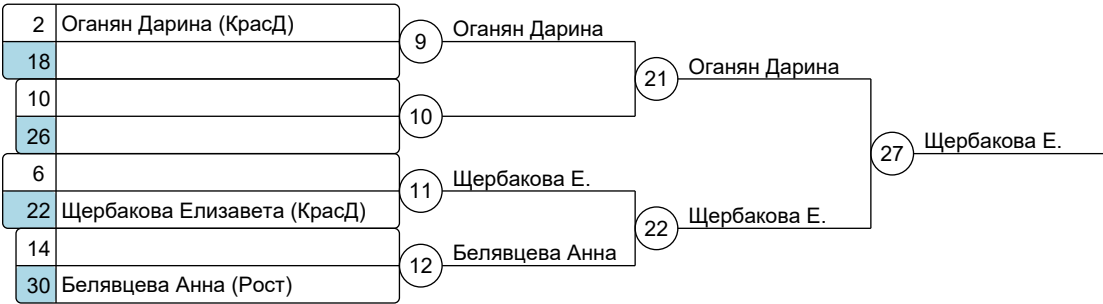 2 Оганян Дарина (КрасД)
18
10
26
6
22 Щербакова Елизавета (КрасД)
14
30 Белявцева Анна (Рост)
9 Оганян Дарина
10
11 Щербакова Е.
12 Белявцева Анна
21 Оганян Дарина
22 Щербакова Е.
27 Щербакова Е.